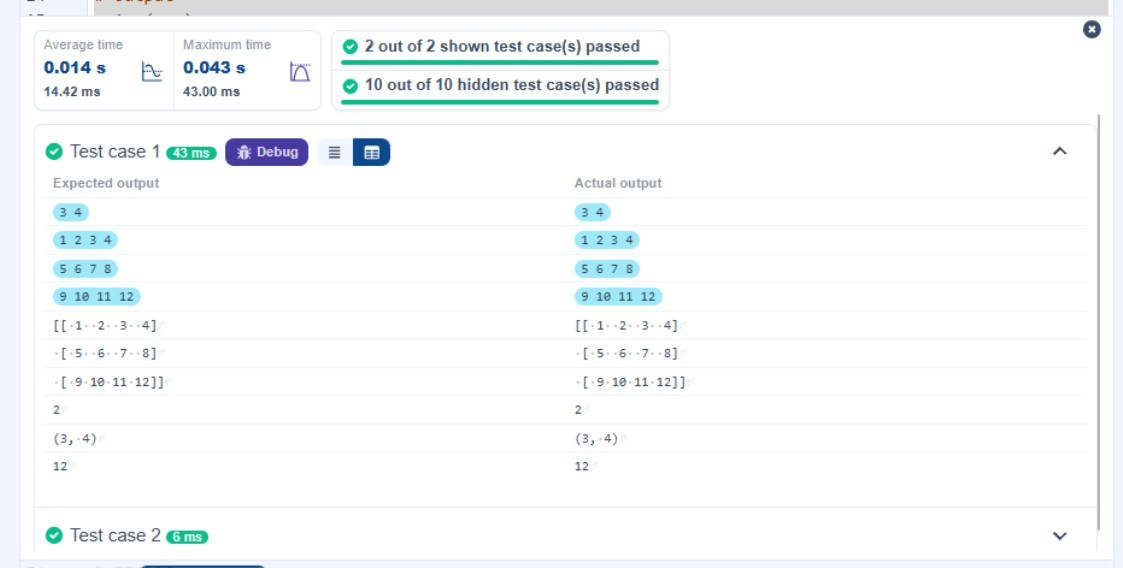 Average time
Maximum time
0.014 s
0.043 s
14.42 ms
43.00 ms
2 out of 2 shown test case(s) passed
10 out of 10 hidden test case(s) passed
Test case 1 43 ms Debug
Expected output
Actual output
3 4
3 4
1 2 3 4
1 2 3 4
5 6 7 8
5 6 7 8
9 10 11 12
9 10 11 12
[[·1··2··3··4]
[[·1··2··3··4]
·[·5··6··7··8]
·[·5··6··7··8]
·[·9·10·11·12]]
·[·9·10·11·12]]
2
2
(3,·4)
(3,·4)
12
12
Test case 2 6 ms